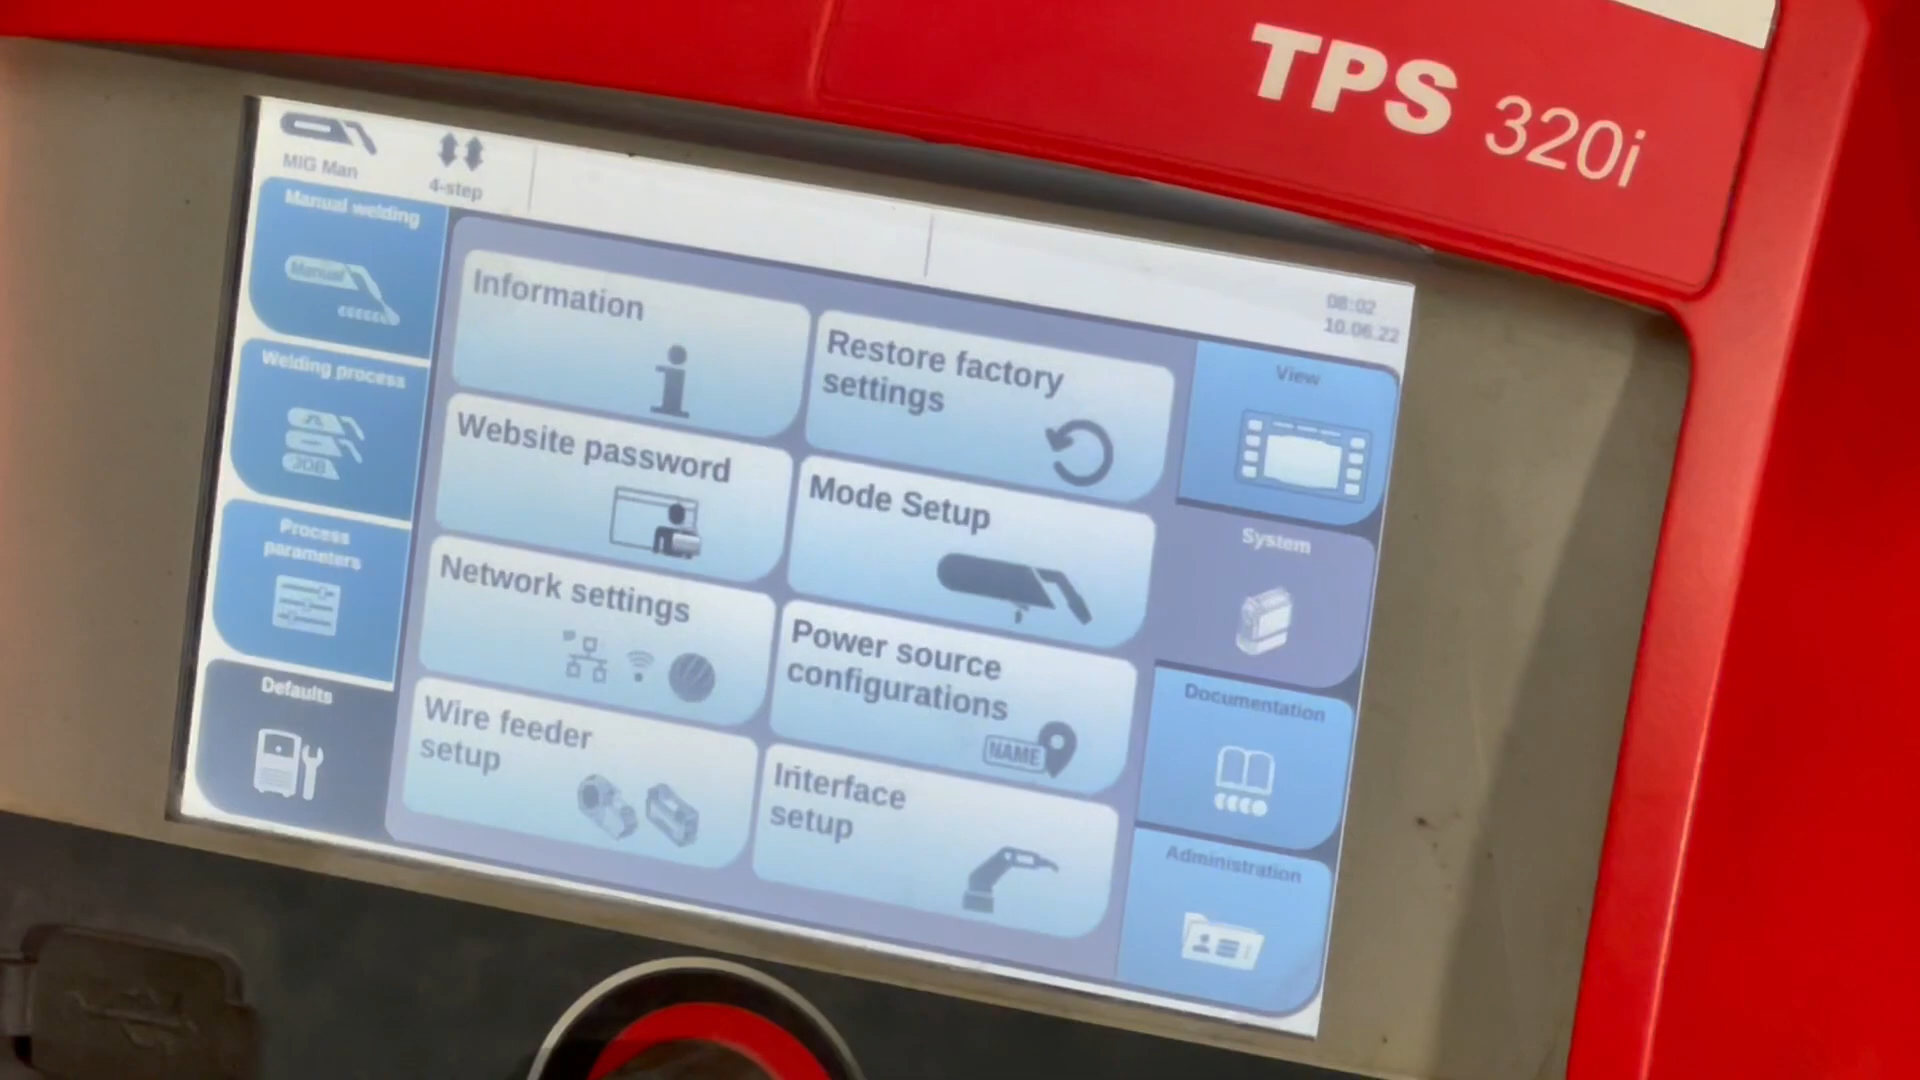 TPS 320i
MIG Man
4-step
08:02
10.06.22
Manual welding
Manual
Welding process
JOB
Process
parameters
Defaults
Information
Restore factory
settings
Website password
Mode Setup
Network settings
Power source
configurations
NAME
Wire feeder
setup
Interface
setup
View
System
Documentation
Administration